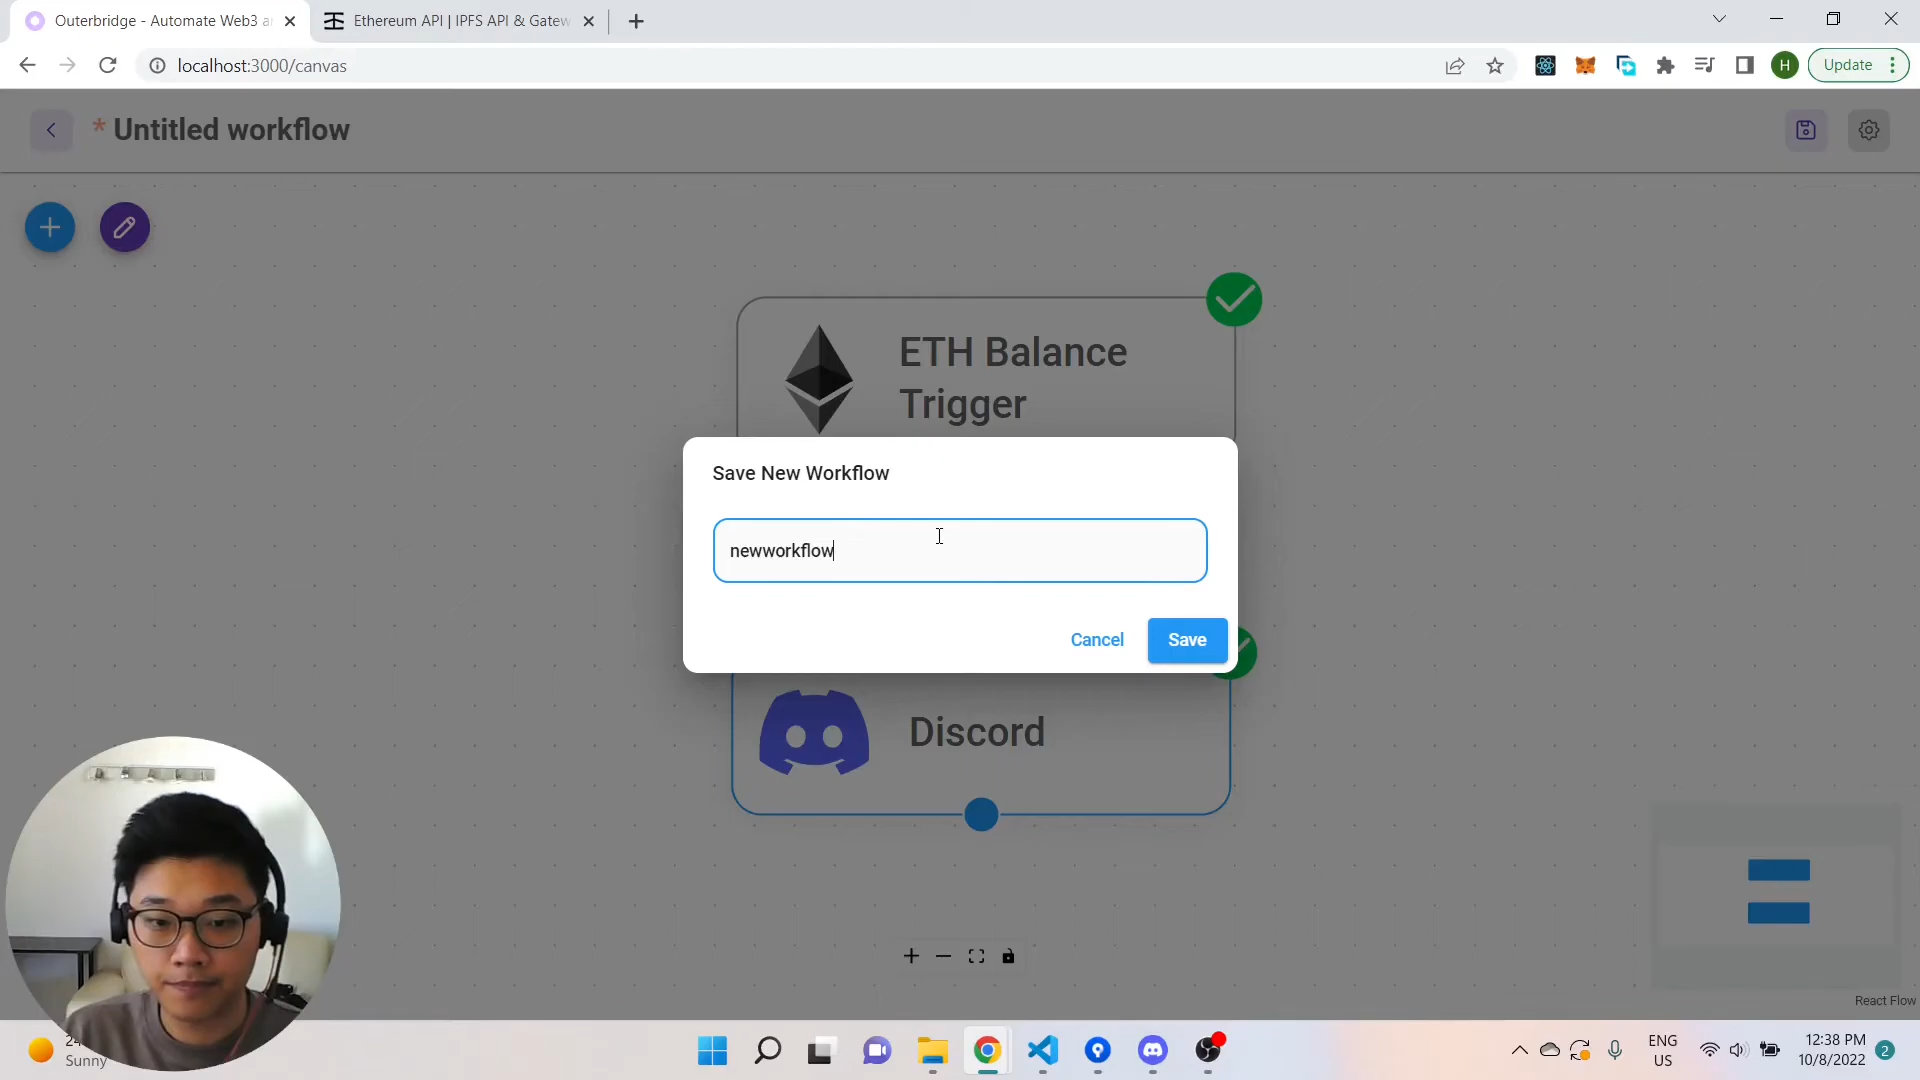 Outerbridge - Automate Web3 a
Ethereum API | IPFS API & Gatew
localhost:3000/canvas
H
Update
* Untitled workflow
ETH Balance
Trigger
Save New Workflow
newworkflow
Cancel
Save
Discord
React Flow
Sunny
ENG
US
12:38 PM
10/8/2022
2